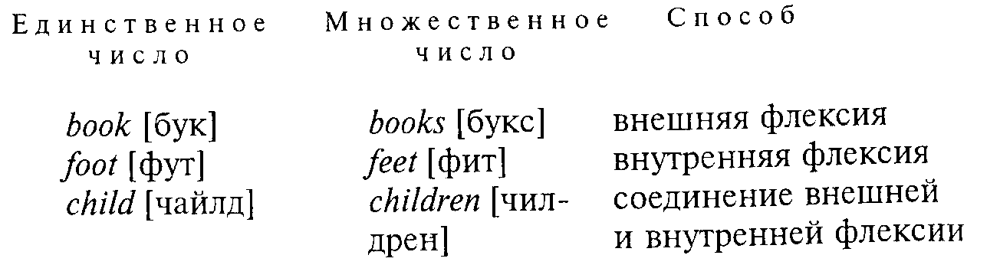 Единственное Множественное Способ
число число
book [бук] books [букс] внешняя флексия
foot [фут] feet [фит] внутренняя флексия
child [чайлд] children [чил- соединение внешней
дрен] и внутренней флексии